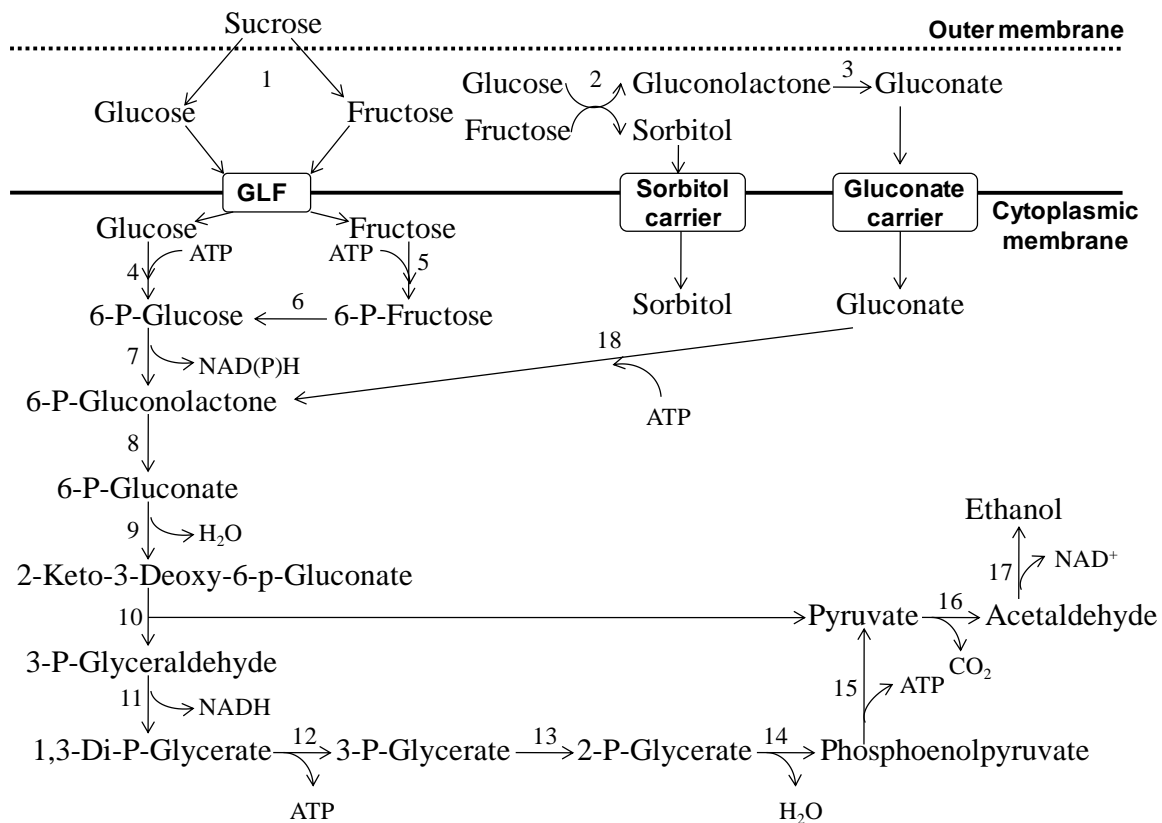 Sucrose
Outer membrane
1
Glucose
Fructose
Glucose
2
Gluconolactone
3
Gluconate
Fructose
Sorbitol
GLF
Sorbitol
carrier
Gluconate
carrier
Cytoplasmic
membrane
Glucose
Fructose
4
ATP
ATP
5
Sorbitol
Gluconate
6-P-Glucose
6
6-P-Fructose
7
NAD(P)H
18
ATP
6-P-Gluconolactone
8
6-P-Gluconate
9
H₂O
2-Keto-3-Deoxy-6-p-Gluconate
Ethanol
17
NAD⁺
10
Pyruvate
16
Acetaldehyde
CO₂
3-P-Glyceraldehyde
11
NADH
15
ATP
1,3-Di-P-Glycerate
12
3-P-Glycerate
13
2-P-Glycerate
14
Phosphoenolpyruvate
ATP
H₂O